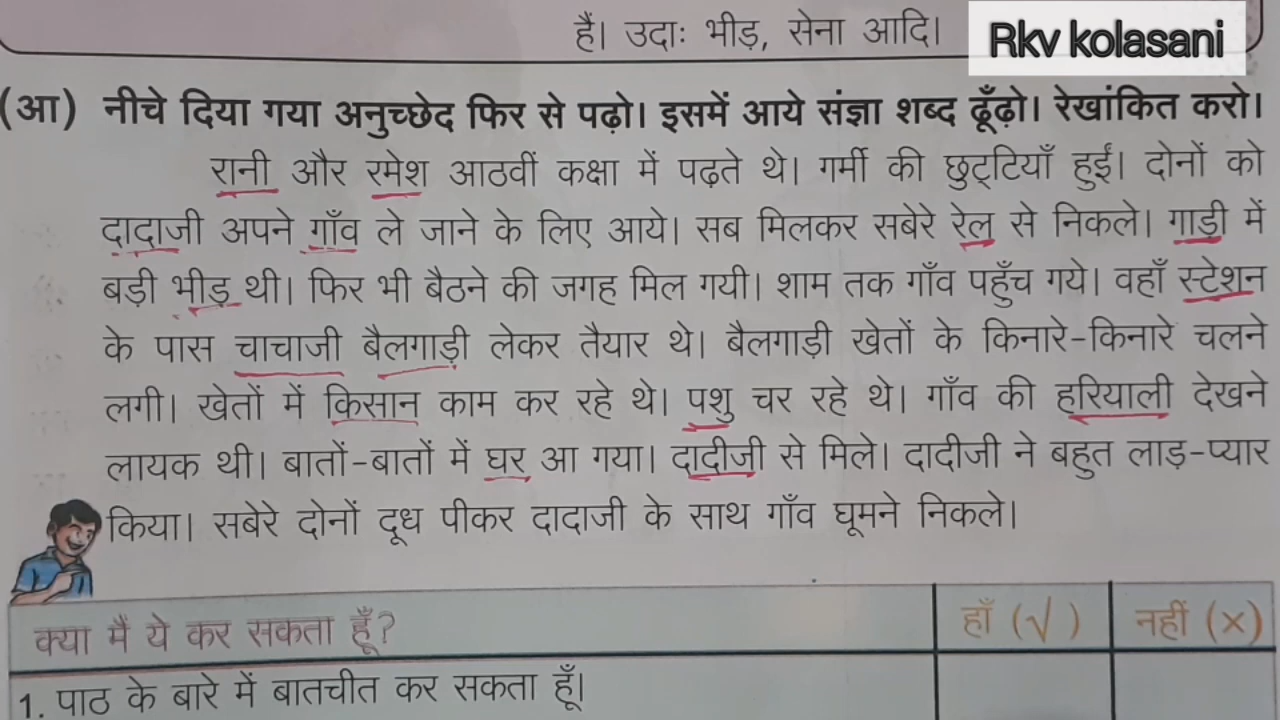 हैं। उदाः भीड़, सेना आदि।
Rkv kolasani
(आ) नीचे दिया गया अनुच्छेद फिर से पढ़ो। इसमें आये संज्ञा शब्द ढूँढ़ो। रेखांकित करो।
रानी और रमेश आठवीं कक्षा में पढ़ते थे। गर्मी की छुट्टियाँ हुईं। दोनों को
दादाजी अपने गाँव ले जाने के लिए आये। सब मिलकर सबेरे रेल से निकले। गाड़ी में
बड़ी भीड़ थी। फिर भी बैठने की जगह मिल गयी। शाम तक गाँव पहुँच गये। वहाँ स्टेशन
के पास चाचाजी बैलगाड़ी लेकर तैयार थे। बैलगाड़ी खेतों के किनारे-किनारे चलने
लगी। खेतों में किसान काम कर रहे थे। पशु चर रहे थे। गाँव की हरियाली देखने
लायक थी। बातों-बातों में घर आ गया। दादीजी से मिले। दादीजी ने बहुत लाड़-प्यार
किया। सबेरे दोनों दूध पीकर दादाजी के साथ गाँव घूमने निकले।
क्या मैं ये कर सकता हूँ? हाँ (√) नहीं (×)
1. पाठ के बारे में बातचीत कर सकता हूँ।